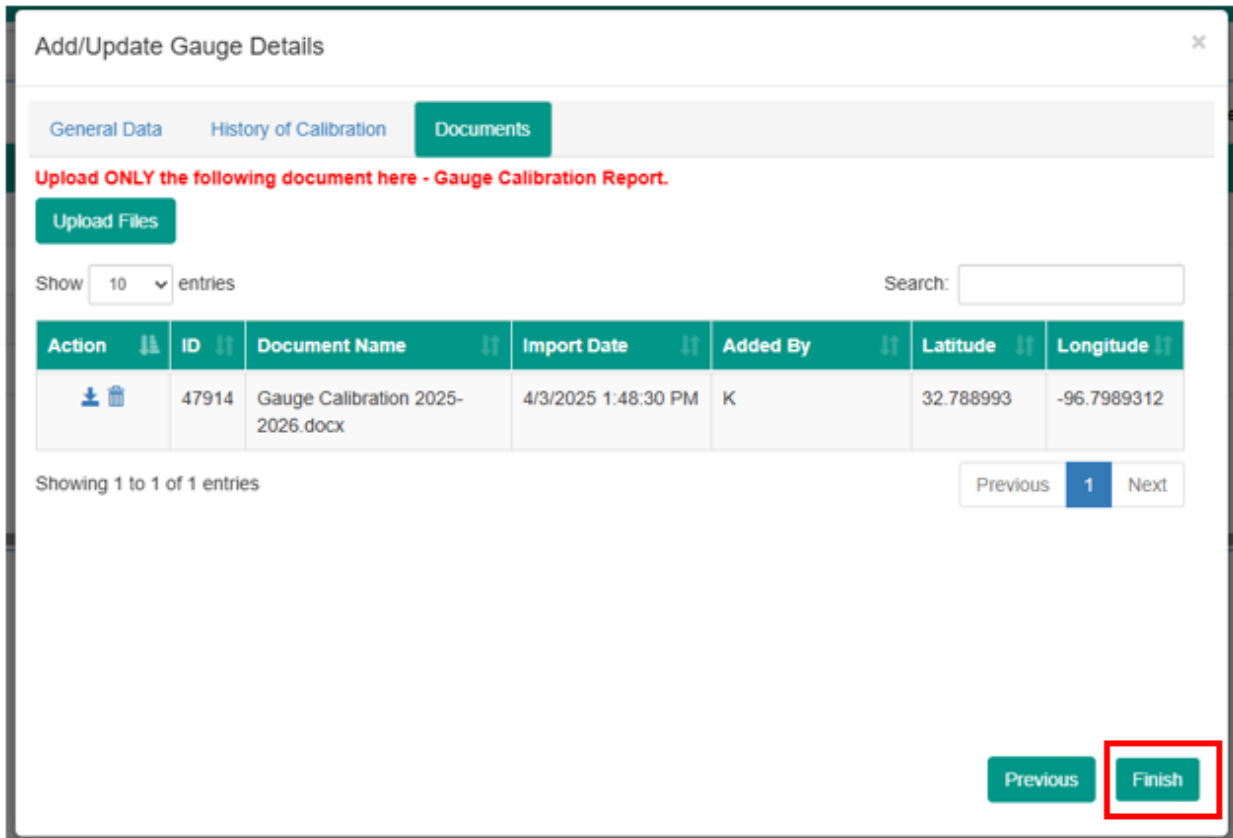 Add/Update Gauge Details ×
General Data History of Calibration Documents
Upload ONLY the following document here - Gauge Calibration Report.
Upload Files
Show 10 entries Search:
Action ID Document Name Import Date Added By Latitude Longitude
47914 Gauge Calibration 2025- 4/3/2025 1:48:30 PM K 32.788993 -96.7989312
2026.docx
Showing 1 to 1 of 1 entries Previous 1 Next
Previous Finish